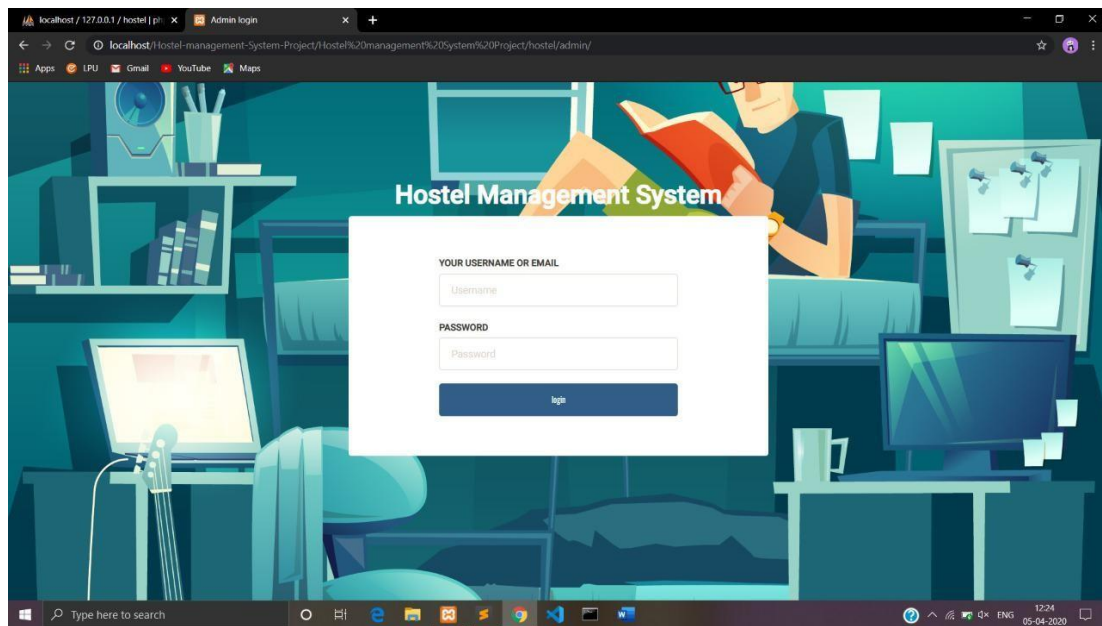 localhost / 127.0.0.1 / hostel | ph
Admin login
localhost/Hostel-management-System-Project/Hostel%20management%20System%20Project/hostel/admin/
Apps
LPU
Gmail
YouTube
Maps
Hostel Management System
YOUR USERNAME OR EMAIL
Username
PASSWORD
Password
login
Type here to search
ENG
12:24
05-04-2020